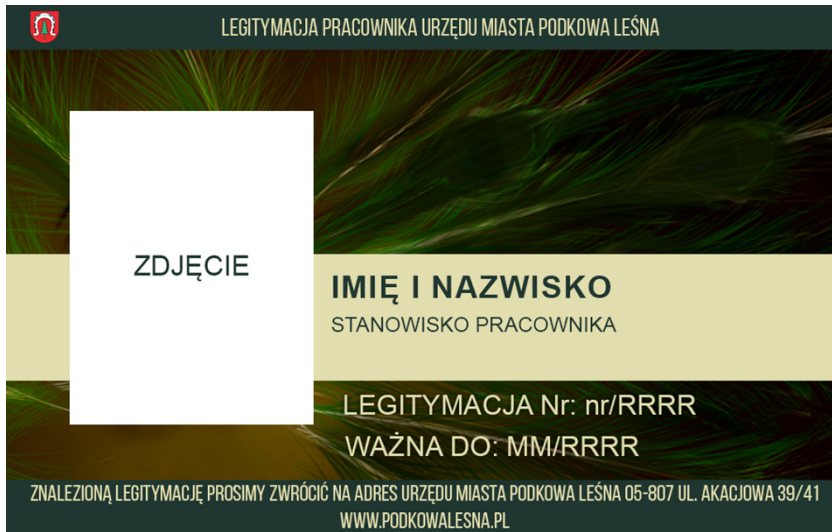 LEGITYMACJA PRACOWNIKA URZĘDU MIASTA PODKOWA LEŚNA
ZDJĘCIE
IMIĘ I NAZWISKO
STANOWISKO PRACOWNIKA
LEGITYMACJA Nr: nr/RRRR
WAŻNA DO: MM/RRRR
ZNALEZIONĄ LEGITYMACJĘ PROSIMY ZWRÓCIĆ NA ADRES URZĘDU MIASTA PODKOWA LEŚNA 05-807 UL. AKACJOWA 39/41
WWW.PODKOWALESNA.PL